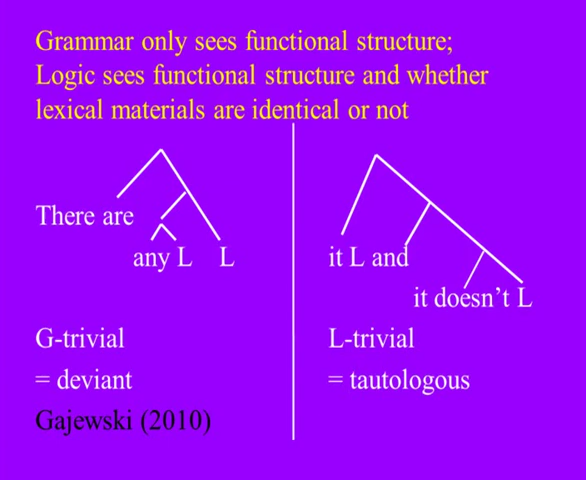 Grammar only sees functional structure;
Logic sees functional structure and whether
lexical materials are identical or not
There are
any L L
G-trivial
= deviant
Gajewski (2010)
it L and
it doesn’t L
L-trivial
= tautologous